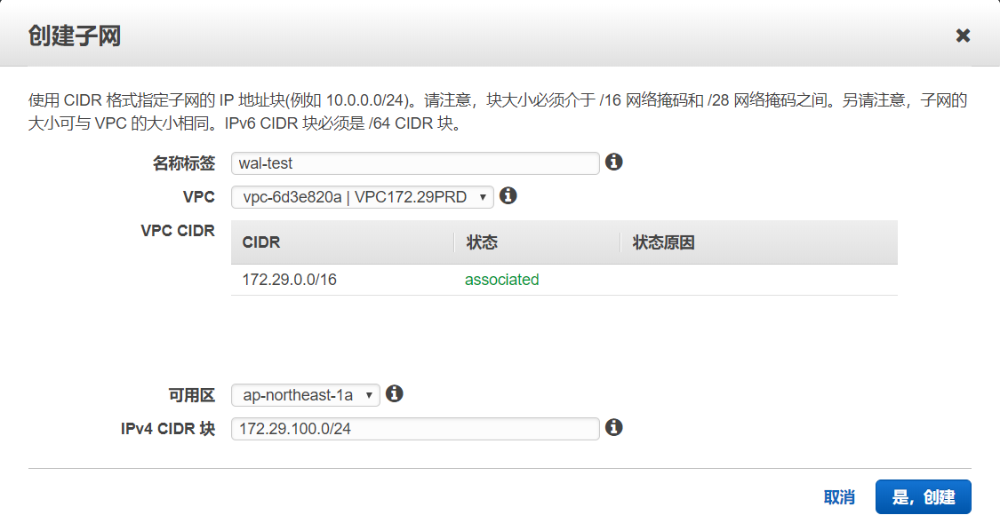 创建子网
使用 CIDR 格式指定子网的 IP 地址块(例如 10.0.0.0/24)。请注意，块大小必须介于 /16 网络掩码和 /28 网络掩码之间。另请注意，子网的
大小可与 VPC 的大小相同。IPv6 CIDR 块必须是 /64 CIDR 块。
名称标签 wal-test
VPC vpc-6d3e820a | VPC172.29PRD
VPC CIDR CIDR 状态 状态原因
172.29.0.0/16 associated
可用区 ap-northeast-1a
IPv4 CIDR 块 172.29.100.0/24
取消 是，创建